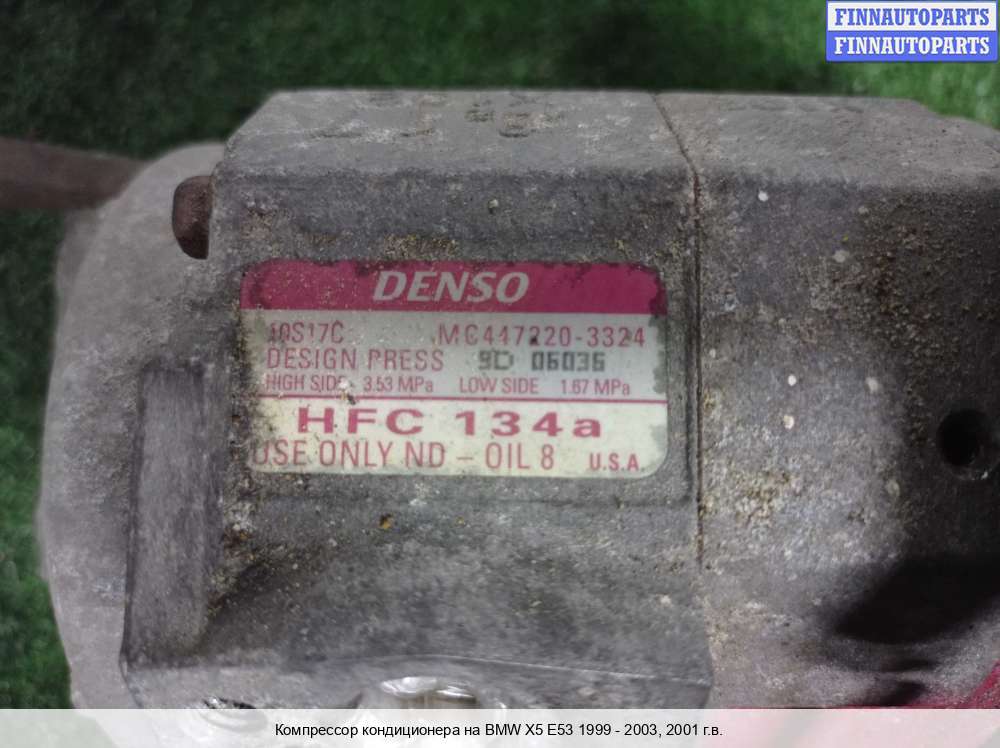 FINNAUTOPARTS
FINNAUTOPARTS
DENSO
10S17C MC447220-3324
DESIGN PRESS 9D 06036
HIGH SIDE 3.53 MPa LOW SIDE 1.67 MPa
HFC 134a
USE ONLY ND - OIL 8 U.S.A.
Компрессор кондиционера на BMW X5 E53 1999 - 2003, 2001 г.в.